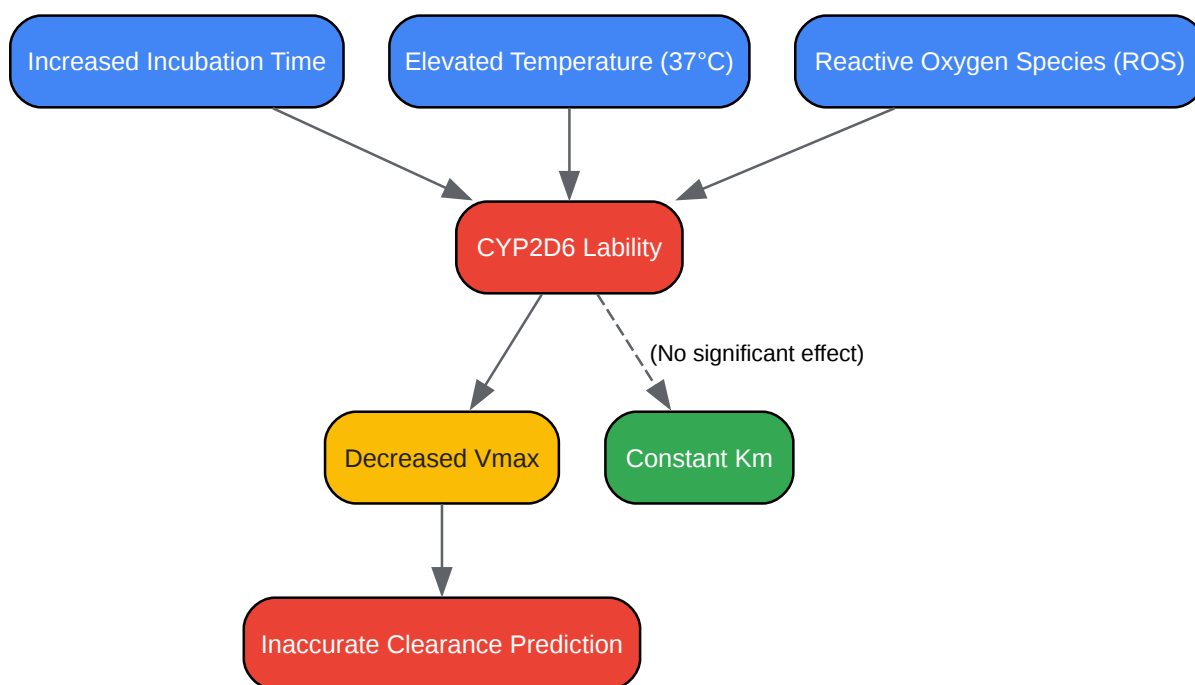 Increased Incubation Time
Elevated Temperature (37°C)
Reactive Oxygen Species (ROS)
CYP2D6 Lability
(No significant effect)
Decreased Vmax
Constant Km
Inaccurate Clearance Prediction